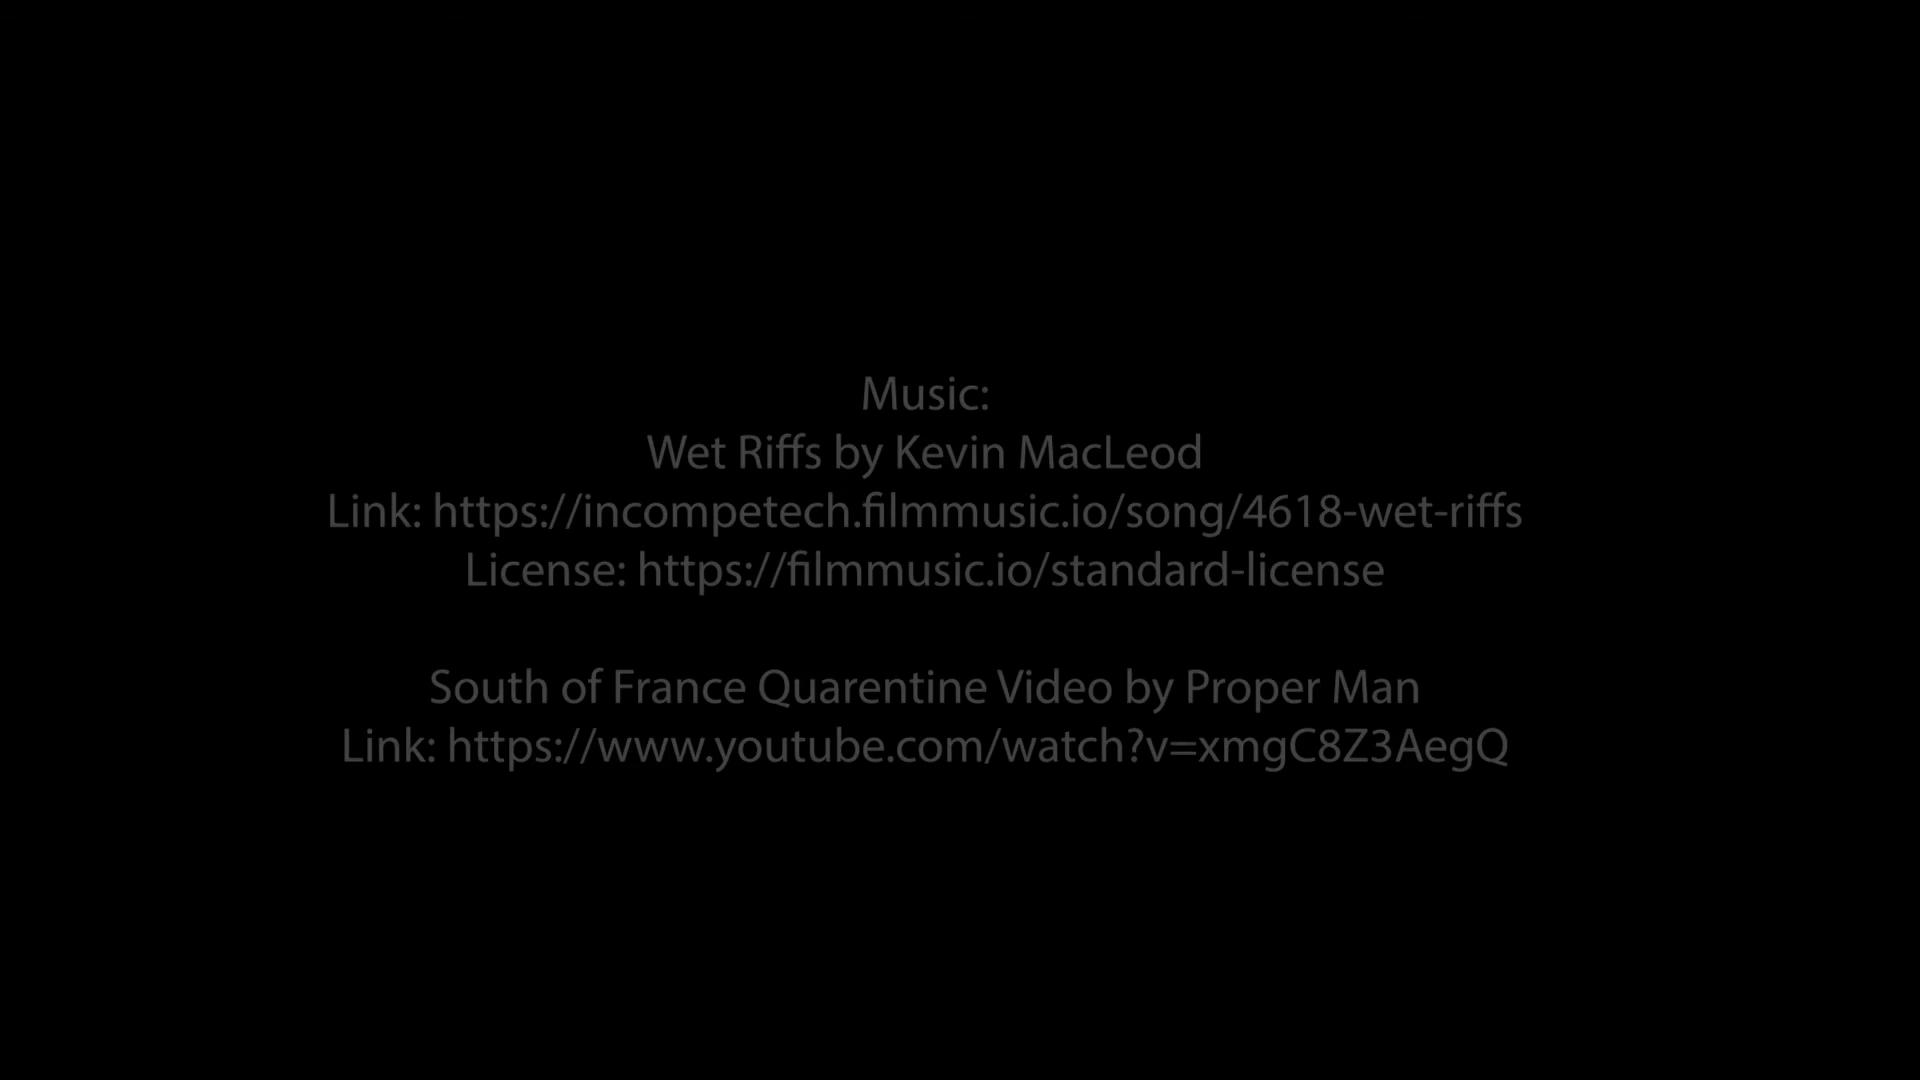 Music:
Wet Riffs by Kevin MacLeod
Link: https://incompetech.filmmusic.io/song/4618-wet-riffs
License: https://filmmusic.io/standard-license
South of France Quarentine Video by Proper Man
Link: https://www.youtube.com/watch?v=xmgC8Z3AegQ